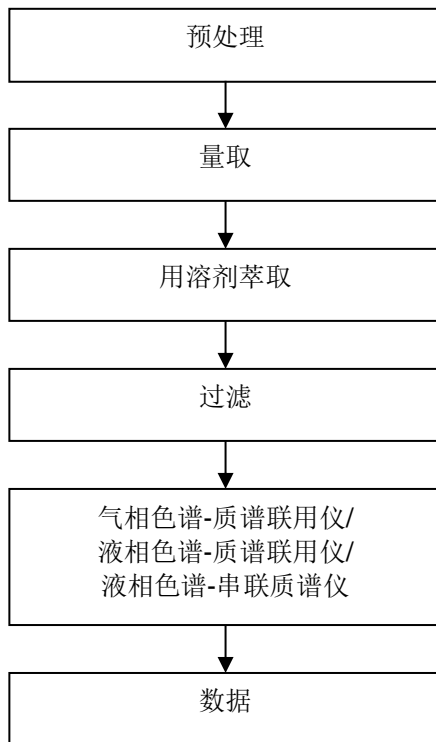 预处理
量取
用溶剂萃取
过滤
气相色谱-质谱联用仪/
液相色谱-质谱联用仪/
液相色谱-串联质谱仪
数据